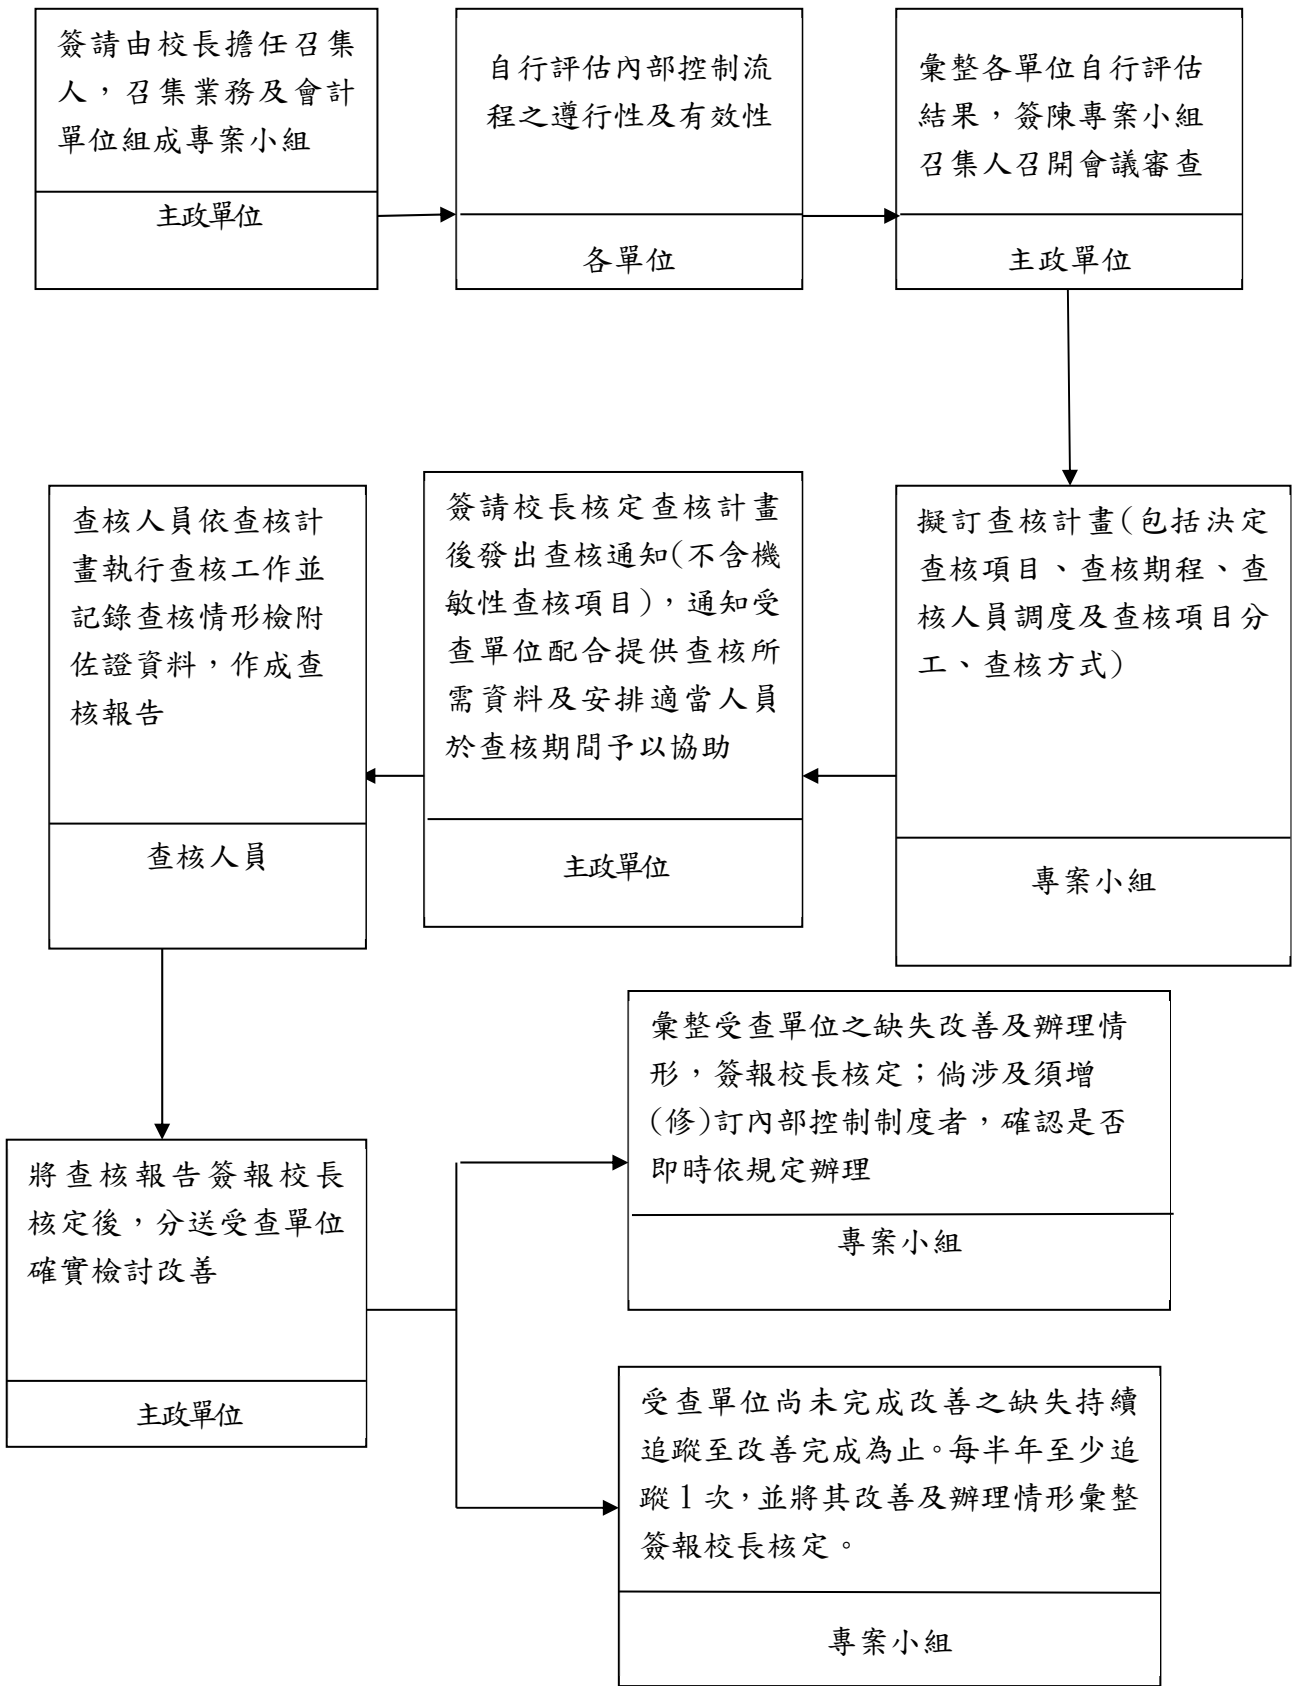 簽請由校長擔任召集
人，召集業務及會計
單位組成專案小組
主政單位
自行評估內部控制流
程之遵行性及有效性
各單位
彙整各單位自行評估
結果，簽陳專案小組
召集人召開會議審查
主政單位
擬訂查核計畫(包括決定
查核項目、查核期程、查
核人員調度及查核項目分
工、查核方式)
專案小組
簽請校長核定查核計畫
後發出查核通知(不含機
敏性查核項目)，通知受
查單位配合提供查核所
需資料及安排適當人員
於查核期間予以協助
主政單位
查核人員依查核計
畫執行查核工作並
記錄查核情形檢附
佐證資料，作成查
核報告
查核人員
將查核報告簽報校長
核定後，分送受查單位
確實檢討改善
主政單位
彙整受查單位之缺失改善及辦理情
形，簽報校長核定；倘涉及須增
(修)訂內部控制制度者，確認是否
即時依規定辦理
專案小組
受查單位尚未完成改善之缺失持續
追蹤至改善完成為止。每半年至少追
蹤1次，並將其改善及辦理情形彙整
簽報校長核定。
專案小組